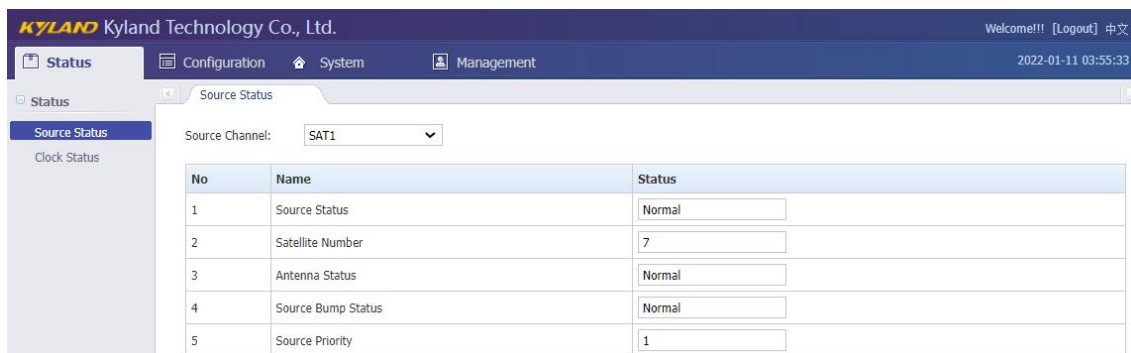 KYLAND Kyland Technology Co., Ltd.
Welcome!!! [Logout] 中文
Status Configuration System Management 2022-01-11 03:55:33
Status
Source Status
Clock Status
Source Status
Source Channel: SAT1
No Name Status
1 Source Status Normal
2 Satellite Number 7
3 Antenna Status Normal
4 Source Bump Status Normal
5 Source Priority 1